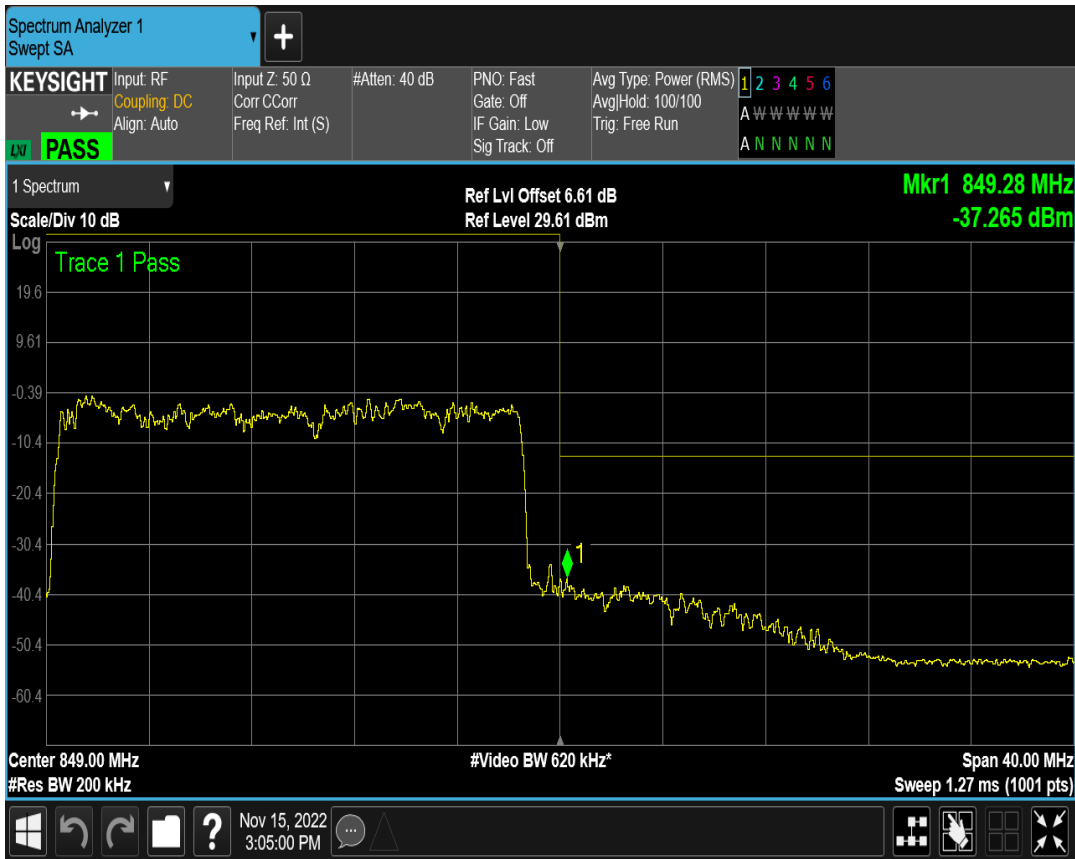 Spectrum Analyzer 1
Swept SA
KEYSIGHT
LXI PASS
Input: RF
Coupling: DC
Align: Auto
Input Z: 50 Ω
Corr CCorr
Freq Ref: Int (S)
#Atten: 40 dB
PNO: Fast
Gate: Off
IF Gain: Low
Sig Track: Off
Avg Type: Power (RMS)
Avg|Hold: 100/100
Trig: Free Run
1 2 3 4 5 6
A W W W W W
A N N N N N
1 Spectrum
Scale/Div 10 dB
Ref Lvl Offset 6.61 dB
Ref Level 29.61 dBm
Mkr1 849.28 MHz
-37.265 dBm
Log
Trace 1 Pass
19.6
9.61
-0.39
-10.4
-20.4
-30.4
-40.4
-50.4
-60.4
1
Center 849.00 MHz
#Res BW 200 kHz
#Video BW 620 kHz*
Span 40.00 MHz
Sweep 1.27 ms (1001 pts)
?
Nov 15, 2022
3:05:00 PM